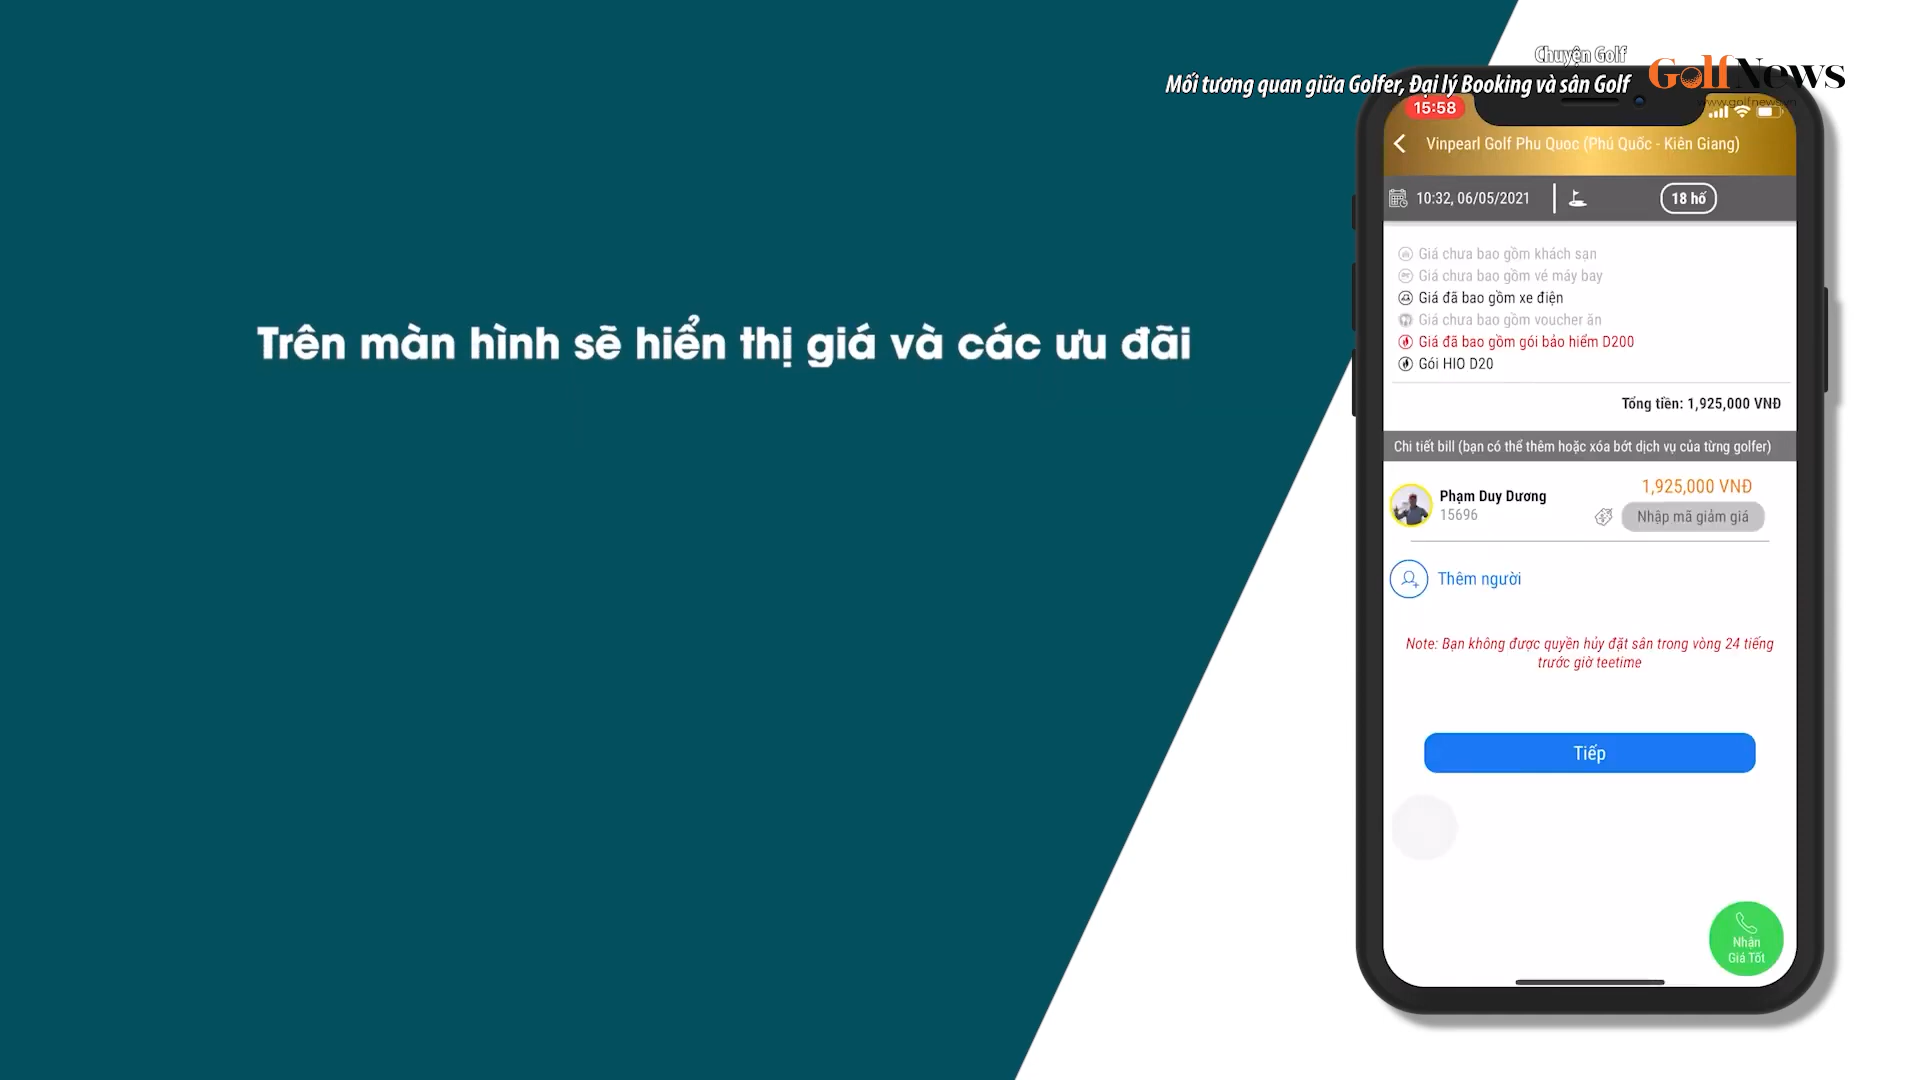 Chuyện Golf
Mối tương quan giữa Golfer, Đại lý Booking và sân Golf
GolfNews
www.golfnews.vn
Trên màn hình sẽ hiển thị giá và các ưu đãi
15:58
Vinpearl Golf Phu Quoc (Phú Quốc - Kiên Giang)
10:32, 06/05/2021
18 hố
Giá chưa bao gồm khách sạn
Giá chưa bao gồm vé máy bay
Giá đã bao gồm xe điện
Giá chưa bao gồm voucher ăn
Giá đã bao gồm gói bảo hiểm D200
Gói HIO D20
Tổng tiền: 1,925,000 VNĐ
Chi tiết bill (bạn có thể thêm hoặc xóa bớt dịch vụ của từng golfer)
Phạm Duy Dương
15696
1,925,000 VNĐ
Nhập mã giảm giá
Thêm người
Note: Bạn không được quyền hủy đặt sân trong vòng 24 tiếng
trước giờ teetime
Tiếp
Nhận
Giá Tốt